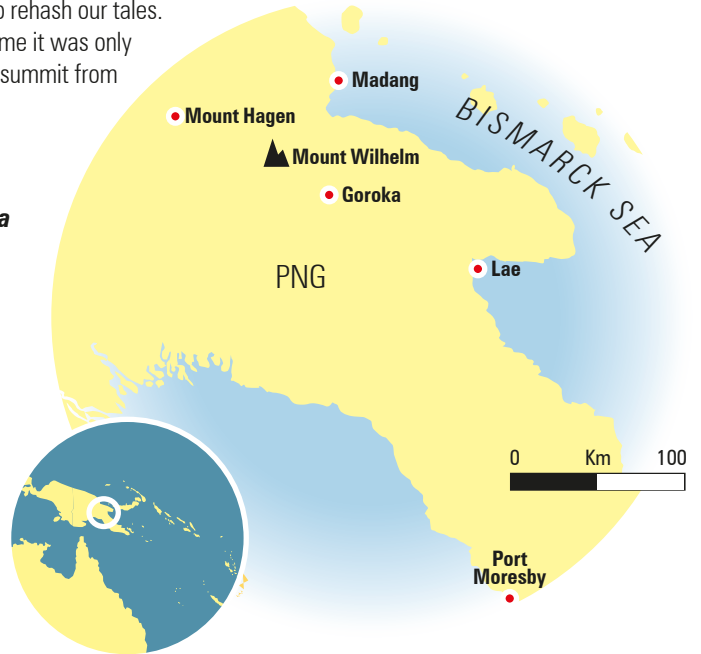 o rehash our tales.
me it was only
summit from
a
Madang
Mount Hagen
BISMARCK SEA
Mount Wilhelm
Goroka
Lae
PNG
0 Km 100
Port
Moresby